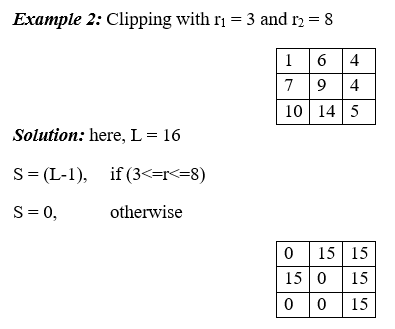 Example 2: Clipping with r₁ = 3 and r₂ = 8
1 6 4
7 9 4
10 14 5
Solution: here, L = 16
S = (L-1), if (3<=r<=8)
S = 0, otherwise
0 15 15
15 0 15
0 0 15